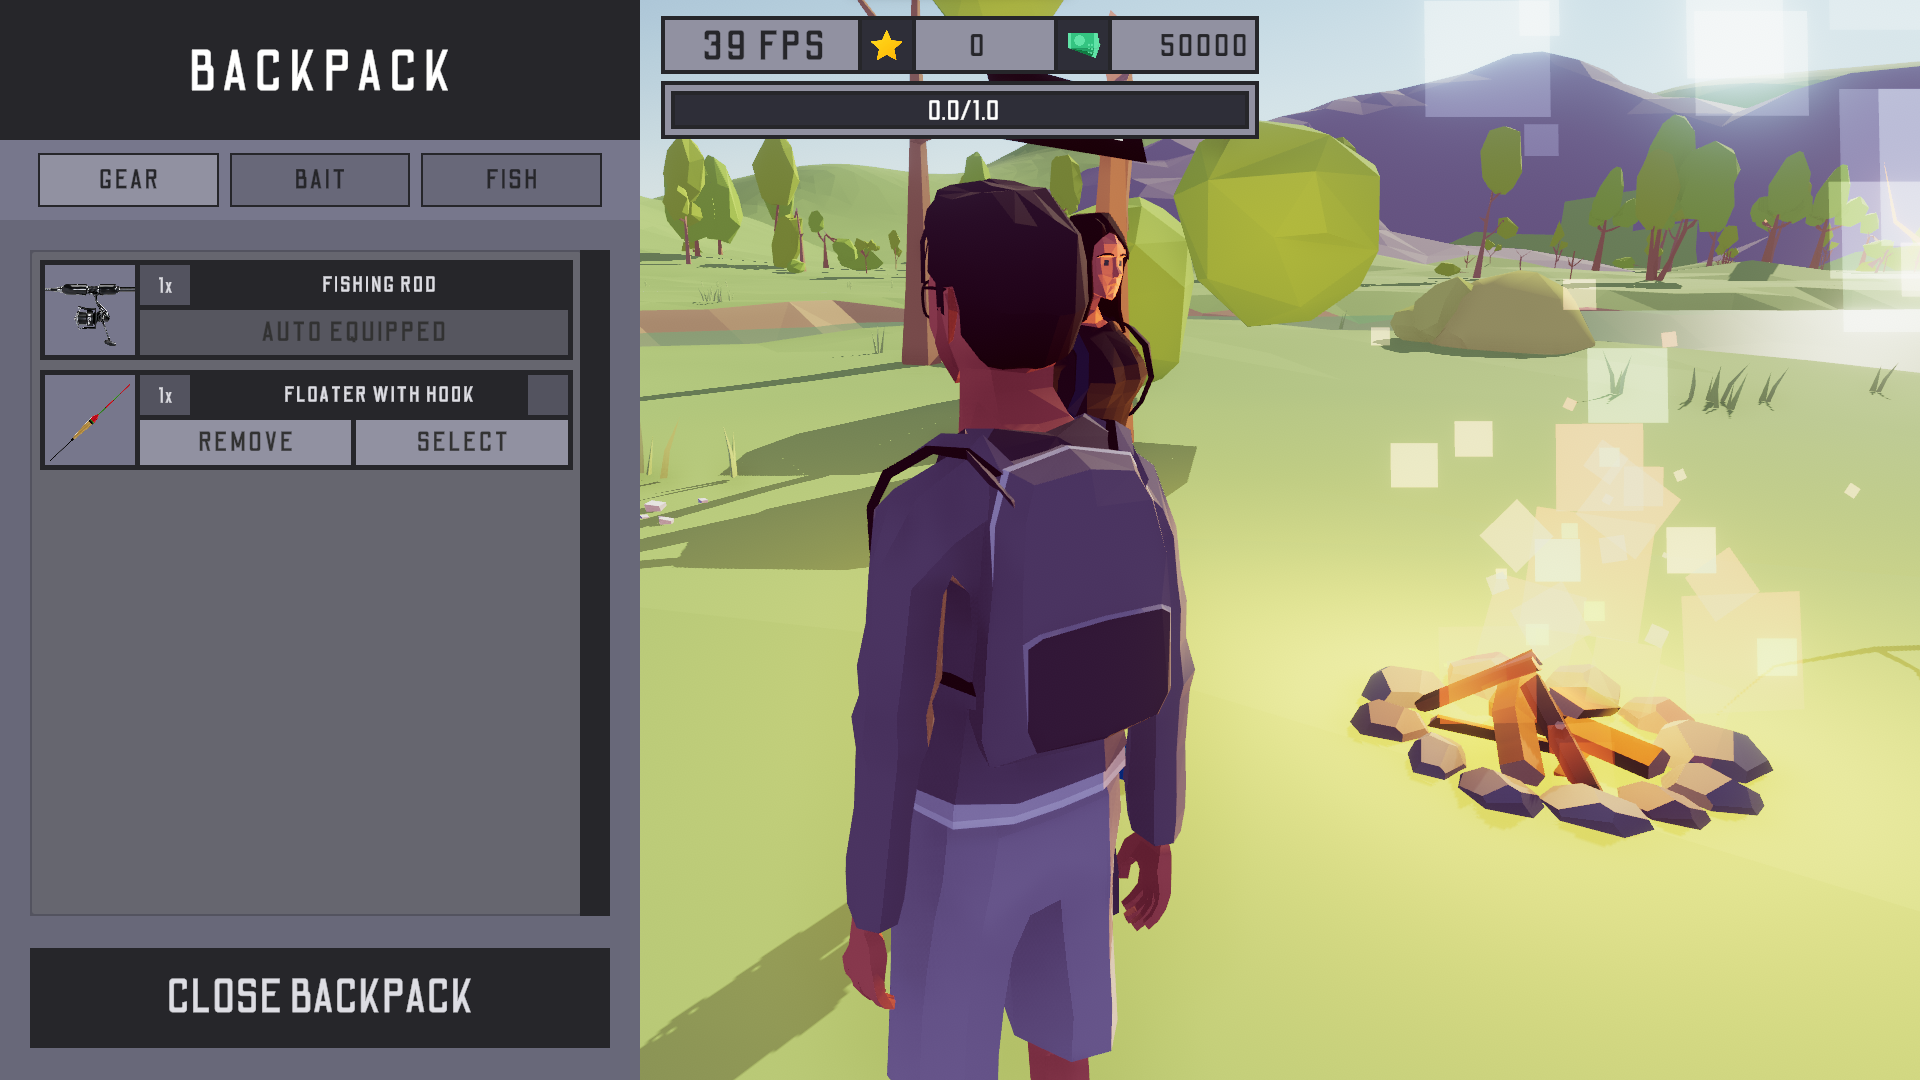 BACKPACK
GEAR
BAIT
FISH
1x
FISHING ROD
AUTO EQUIPPED
1x
FLOATER WITH HOOK
REMOVE
SELECT
CLOSE BACKPACK
39 FPS
0
50000
0.0/1.0